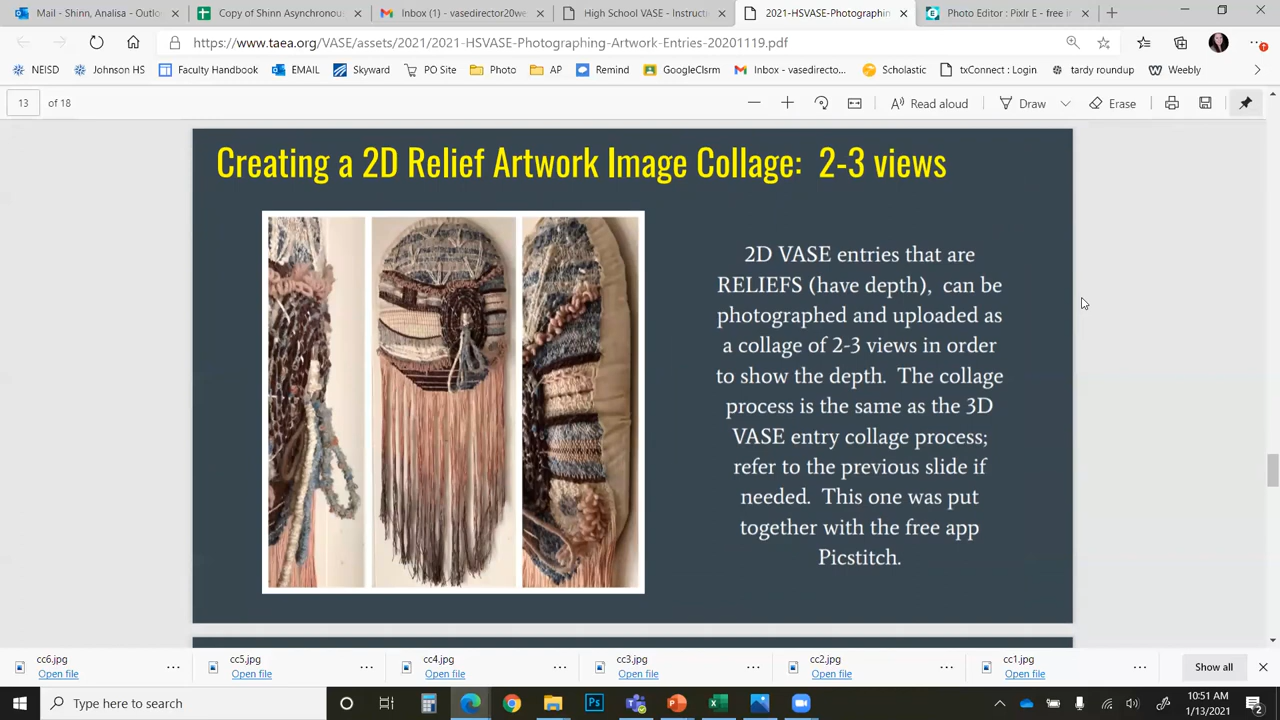 Mail - Shinn, Analisa - Outlo
Copy of Shinn Asynchronous
Inbox (1) - vasedirector20we
High School VASE - Instructi
2021-HSVASE-Photographin
Photo Editor : Pixlr E - free i
https://www.taea.org/VASE/assets/2021/2021-HSVASE-Photographing-Artwork-Entries-20201119.pdf
NEISD
Johnson HS
Faculty Handbook
EMAIL
Skyward
PO Site
Photo
AP
Remind
GoogleClsrm
Inbox - vasedirecto...
Scholastic
txConnect : Login
tardy roundup
Weebly
13 of 18
Read aloud
Draw
Erase
Creating a 2D Relief Artwork Image Collage: 2-3 views
2D VASE entries that are
RELIEFS (have depth), can be
photographed and uploaded as
a collage of 2-3 views in order
to show the depth. The collage
process is the same as the 3D
VASE entry collage process;
refer to the previous slide if
needed. This one was put
together with the free app
Picstitch.
cc6.jpg
Open file
cc5.jpg
Open file
cc4.jpg
Open file
cc3.jpg
Open file
cc2.jpg
Open file
cc1.jpg
Open file
Show all
Type here to search
10:51 AM
1/13/2021
2